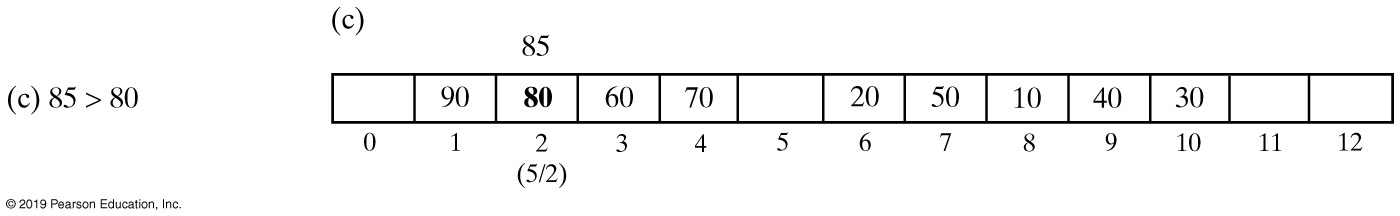 (c)
85
(c) 85 > 80
90 80 60 70 20 50 10 40 30
0 1 2 3 4 5 6 7 8 9 10 11 12
(5/2)
© 2019 Pearson Education, Inc.